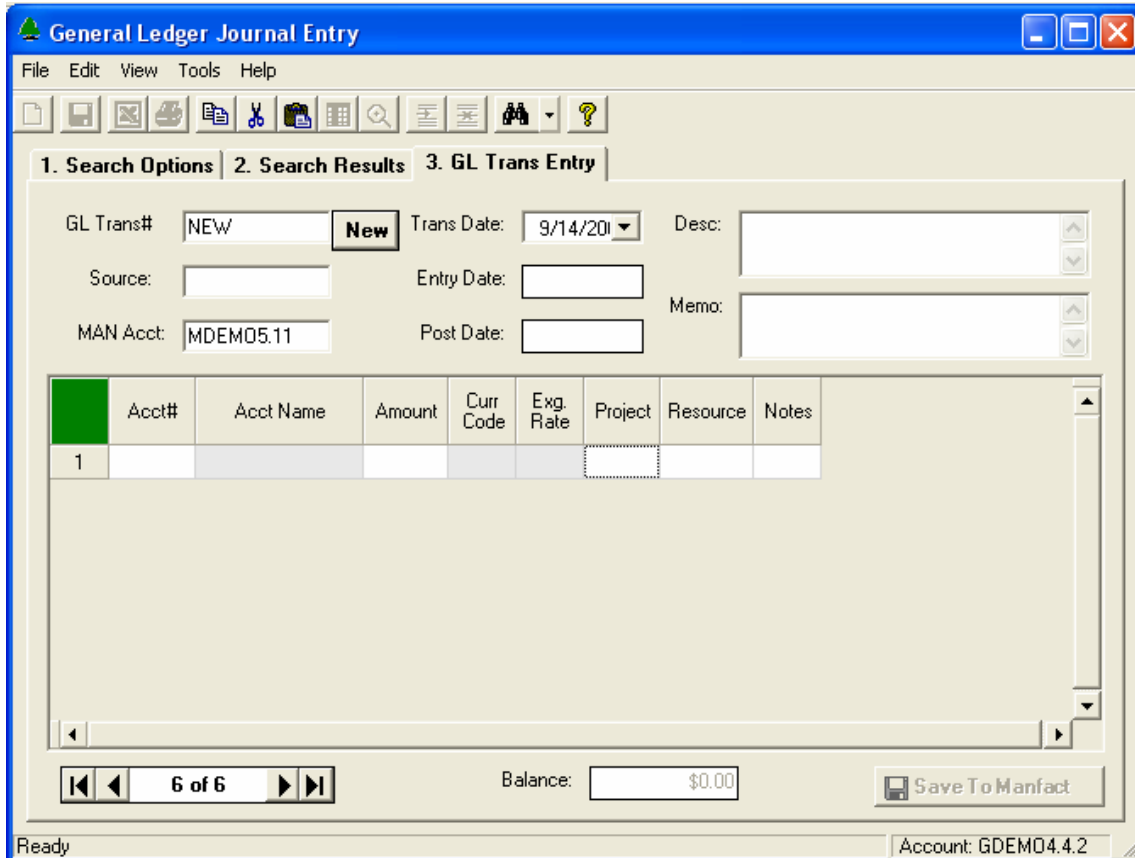 General Ledger Journal Entry
File Edit View Tools Help
1. Search Options 2. Search Results 3. GL Trans Entry
GL Trans# NEW New Trans Date: 9/14/20 Desc:
Source: Entry Date:
Memo:
MAN Acct: MDEMO5.11 Post Date:
Acct# Acct Name Amount Curr Code Exg. Rate Project Resource Notes
1
6 of 6 Balance: $0.00 Save To Manfact
Ready Account: GDEMO4.4.2